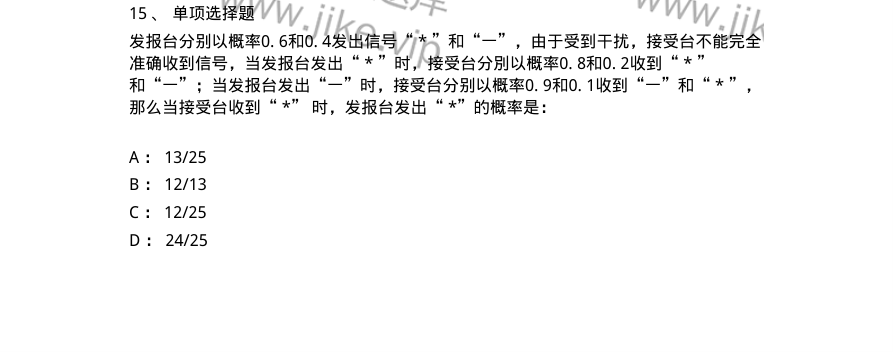 15、 单项选择题
发报台分别以概率0.6和0.4发出信号“*”和“一”，由于受到干扰，接受台不能完全
准确收到信号，当发报台发出“*”时，接受台分别以概率0.8和0.2收到“*”
和“一”；当发报台发出“一”时，接受台分别以概率0.9和0.1收到“一”和“*”，
那么当接受台收到“*” 时，发报台发出“*”的概率是：
A： 13/25
B： 12/13
C： 12/25
D： 24/25
www.jike.vip